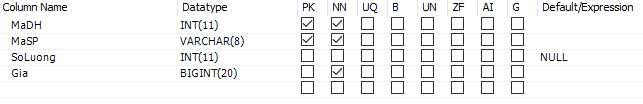 Column Name Datatype PK NN UQ B UN ZF AI G Default/Expression
MaDH INT(11)
MaSP VARCHAR(8)
SoLuong INT(11) NULL
Gia BIGINT(20)